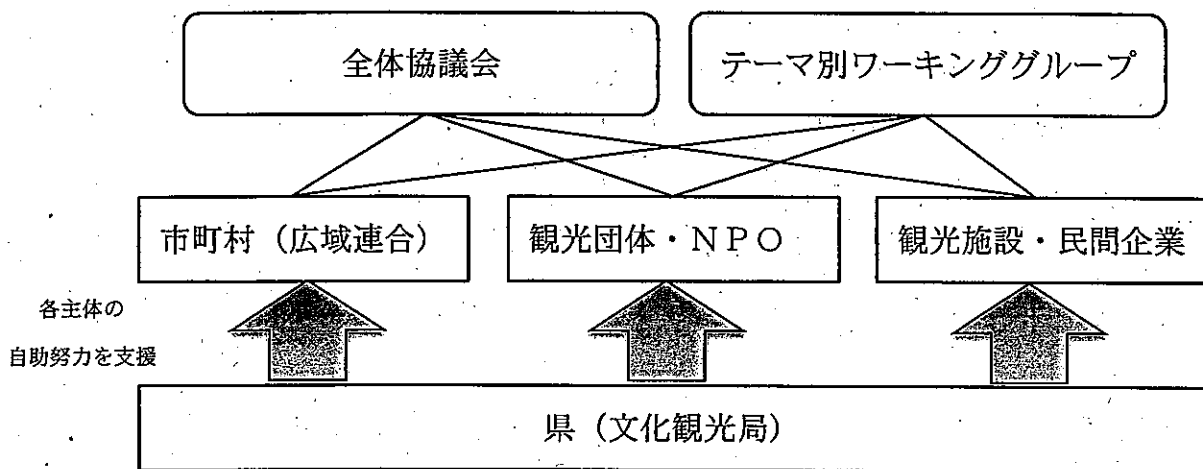 全体協議会
テーマ別ワーキンググループ
市町村（広域連合）
観光団体・ＮＰＯ
観光施設・民間企業
各主体の
自助努力を支援
県（文化観光局）